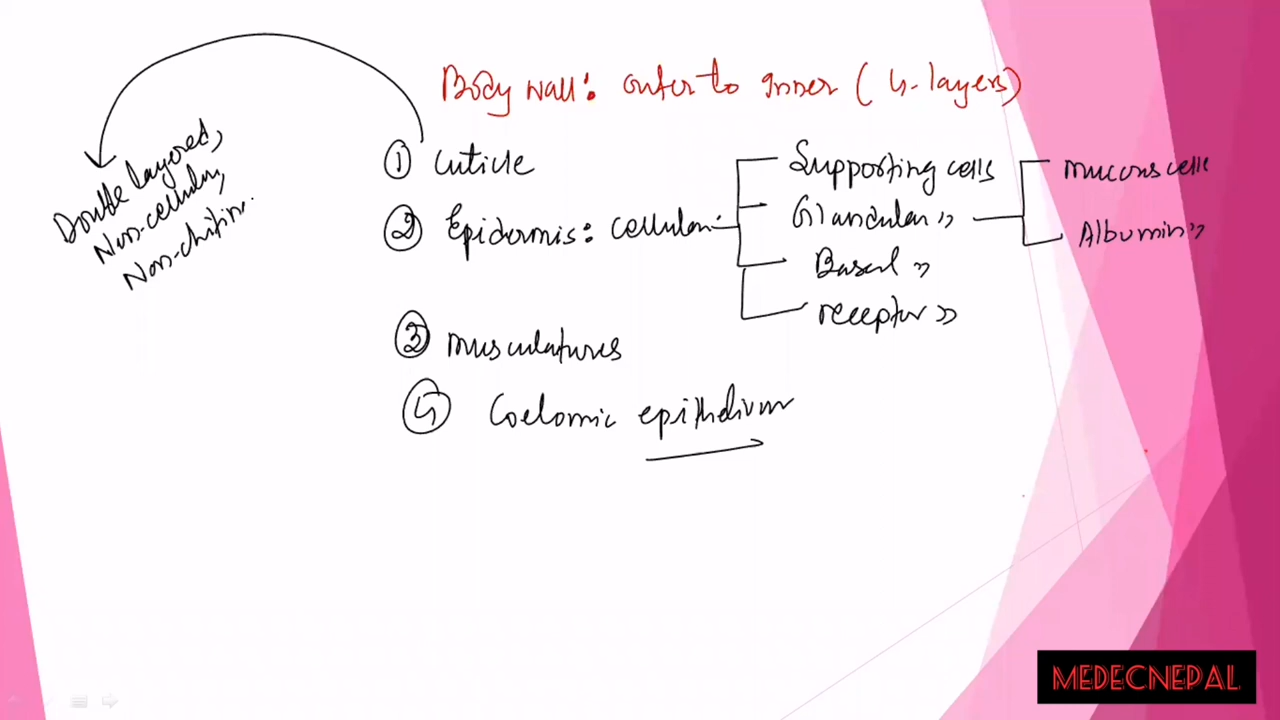 Body wall: outer to inner (4-layers)
① cuticle
Double layered,
Non-cellular,
Non-chitin.
② Epidermis: cellular:
Supporting cells
Glandular "
Mucous cells
Albumin "
Basal "
receptor "
③ musculatures
④ Coelomic epithelium
MEDECNEPAL